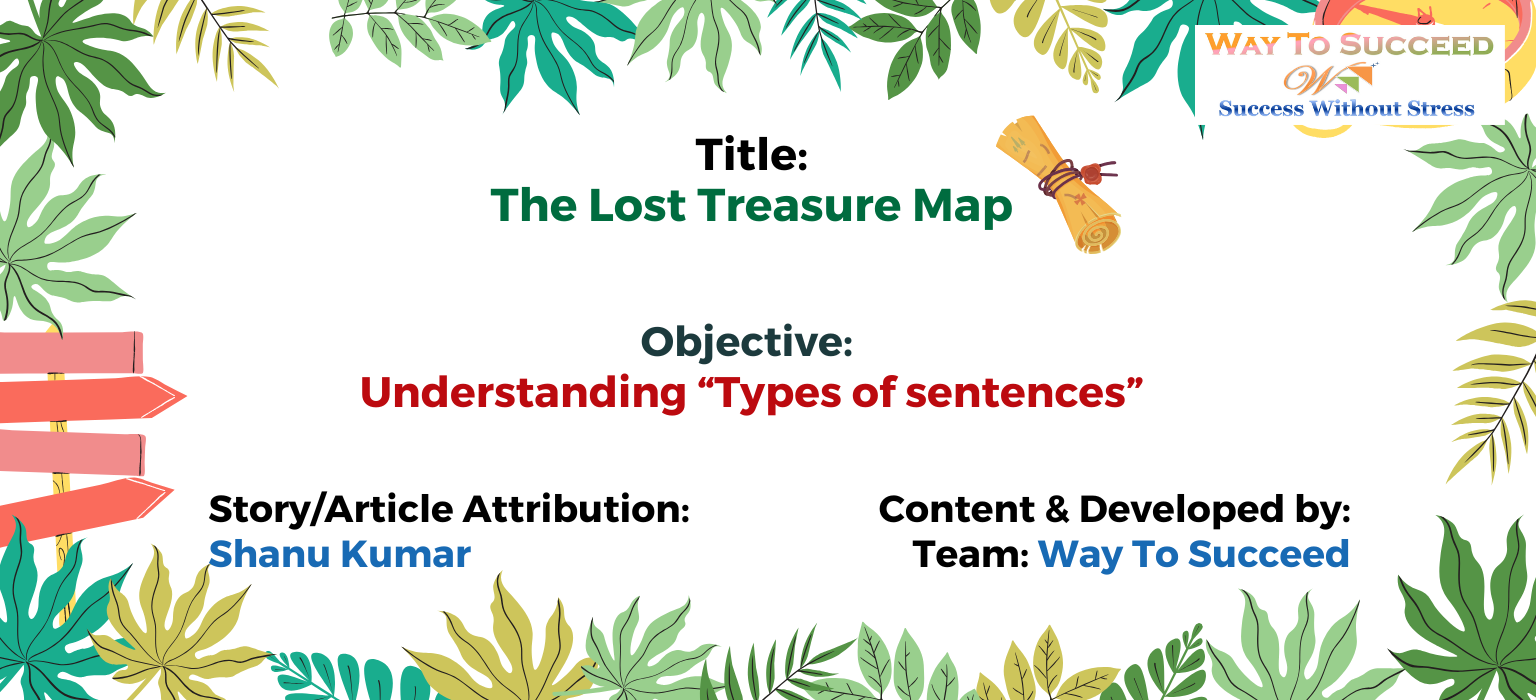 WAY TO SUCCEED
W
Success Without Stress
Title:
The Lost Treasure Map
Objective:
Understanding “Types of sentences”
Story/Article Attribution:
Shanu Kumar
Content & Developed by:
Team: Way To Succeed